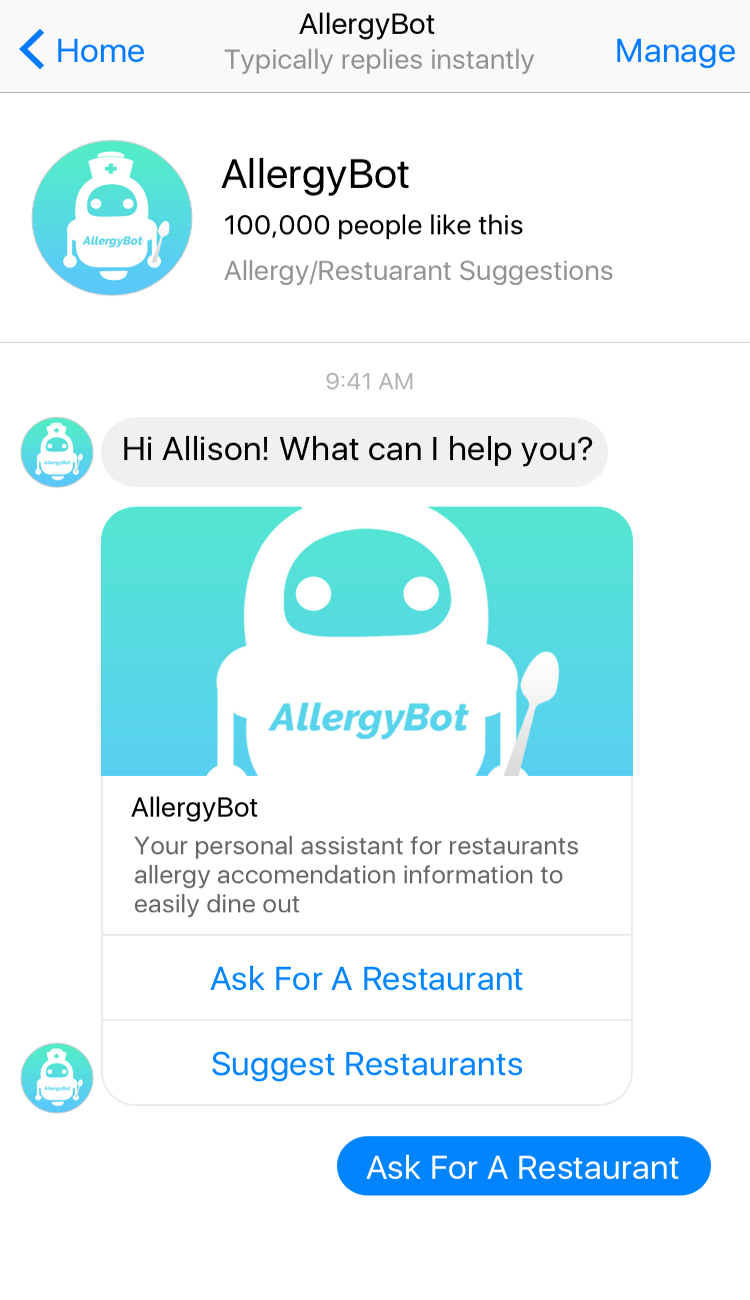 Home
AllergyBot
Typically replies instantly
Manage
AllergyBot
AllergyBot
100,000 people like this
Allergy/Restuarant Suggestions
9:41 AM
AllergyBot
Hi Allison! What can I help you?
AllergyBot
AllergyBot
Your personal assistant for restaurants
allergy accomendation information to
easily dine out
Ask For A Restaurant
Suggest Restaurants
AllergyBot
Ask For A Restaurant